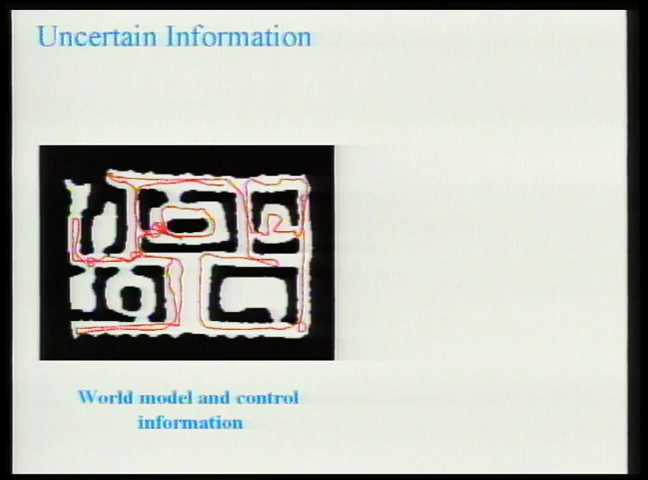 Uncertain Information
World model and control
information